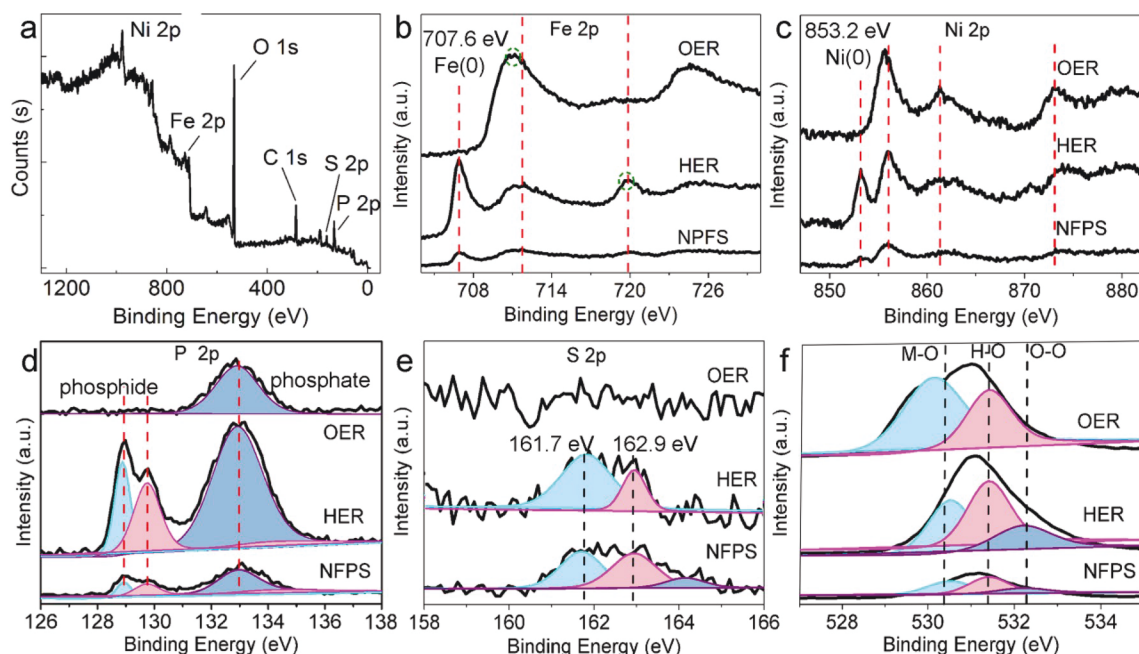 a
Ni 2p
O 1s
Fe 2p
C 1s
S 2p
P 2p
Counts (s)
1200 800 400 0
Binding Energy (eV)
b
707.6 eV
Fe(0)
Fe 2p
OER
HER
NPFS
Intensity (a.u.)
708 714 720 726
Binding Energy (eV)
c
853.2 eV
Ni(0)
Ni 2p
OER
HER
NFPS
Intensity (a.u.)
850 860 870 880
Binding Energy (eV)
d
P 2p
phosphide
phosphate
OER
HER
NFPS
Intensity (a.u.)
126 128 130 132 134 136 138
Binding Energy (eV)
e
S 2p
OER
161.7 eV
162.9 eV
HER
NFPS
Intensity (a.u.)
158 160 162 164 166
Binding Energy (eV)
f
M-O
H-O
O-O
OER
HER
NFPS
Intensity (a.u.)
528 530 532 534
Binding Energy (eV)